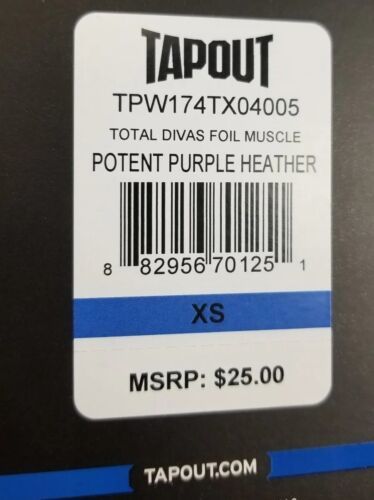 TAPOUT
TPW174TX04005
TOTAL DIVAS FOIL MUSCLE
POTENT PURPLE HEATHER
8 82956 70125 1
XS
MSRP: $25.00
TAPOUT.COM